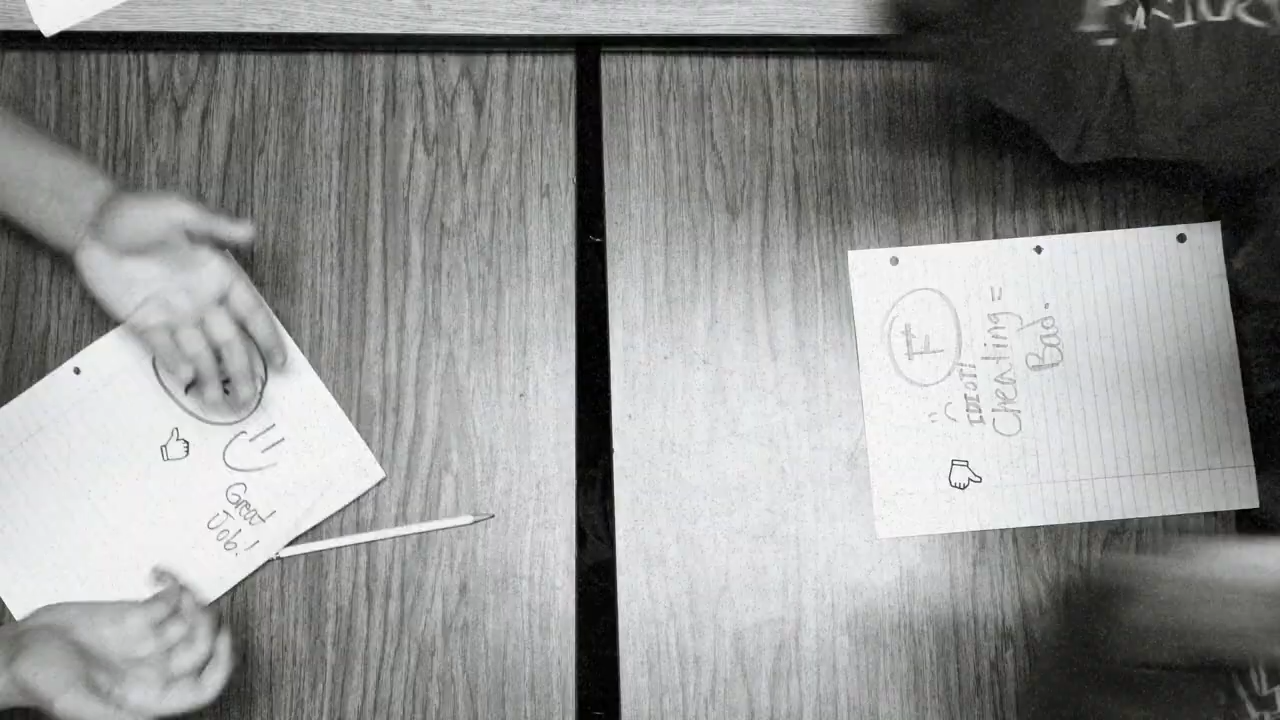 Great
Job!
F
IDIOT!
Cheating =
Bad.